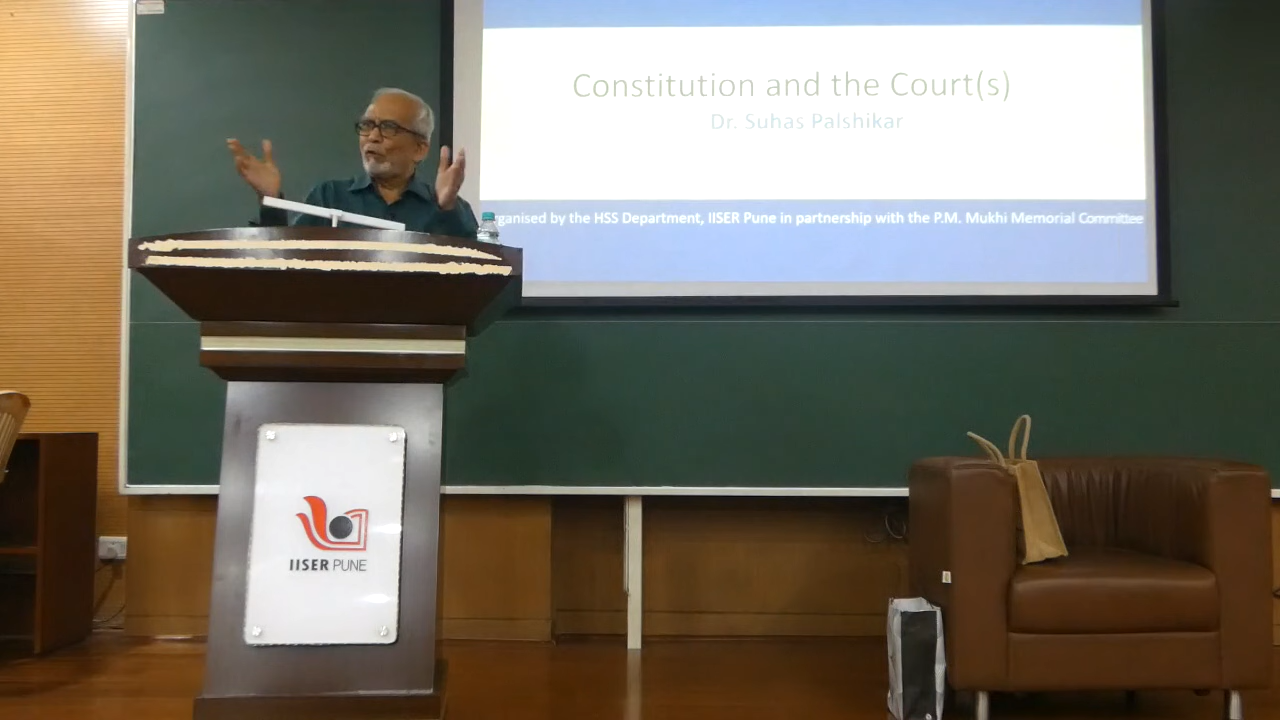 Constitution and the Court(s)
Dr. Suhas Palshikar
rganised by the HSS Department, IISER Pune in partnership with the P.M. Mukhi Memorial Committee
IISER PUNE